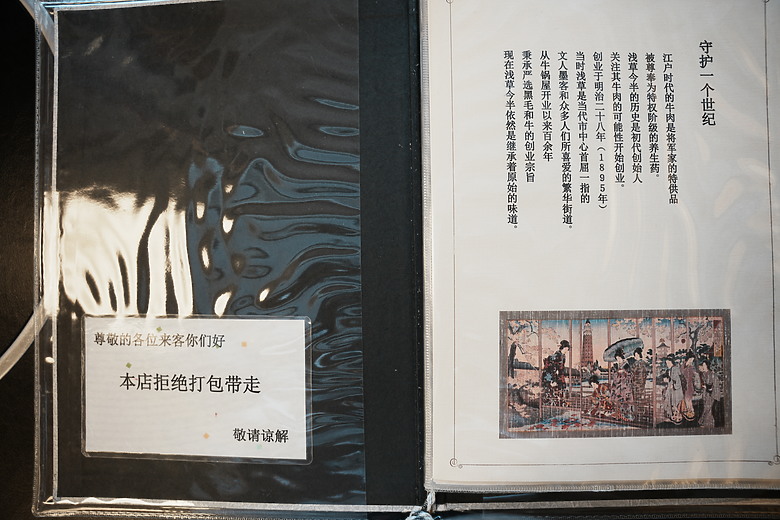 尊敬的各位来客你们好
本店拒绝打包带走
敬请谅解
守护一个世纪
江户时代的牛肉是将军家的特供品
被尊奉为特权阶级的养生药。
浅草今半的历史是初代创始人
关注其牛肉的可能性开始创业。
创业于明治二十八年（1895年）
当时浅草是当代市中心首屈一指的
文人墨客和众多人们所喜爱的繁华街道。
从牛锅屋开业以来百余年
秉承严选黑毛和牛的创业宗旨
现在浅草今半依然是继承着原始的味道。